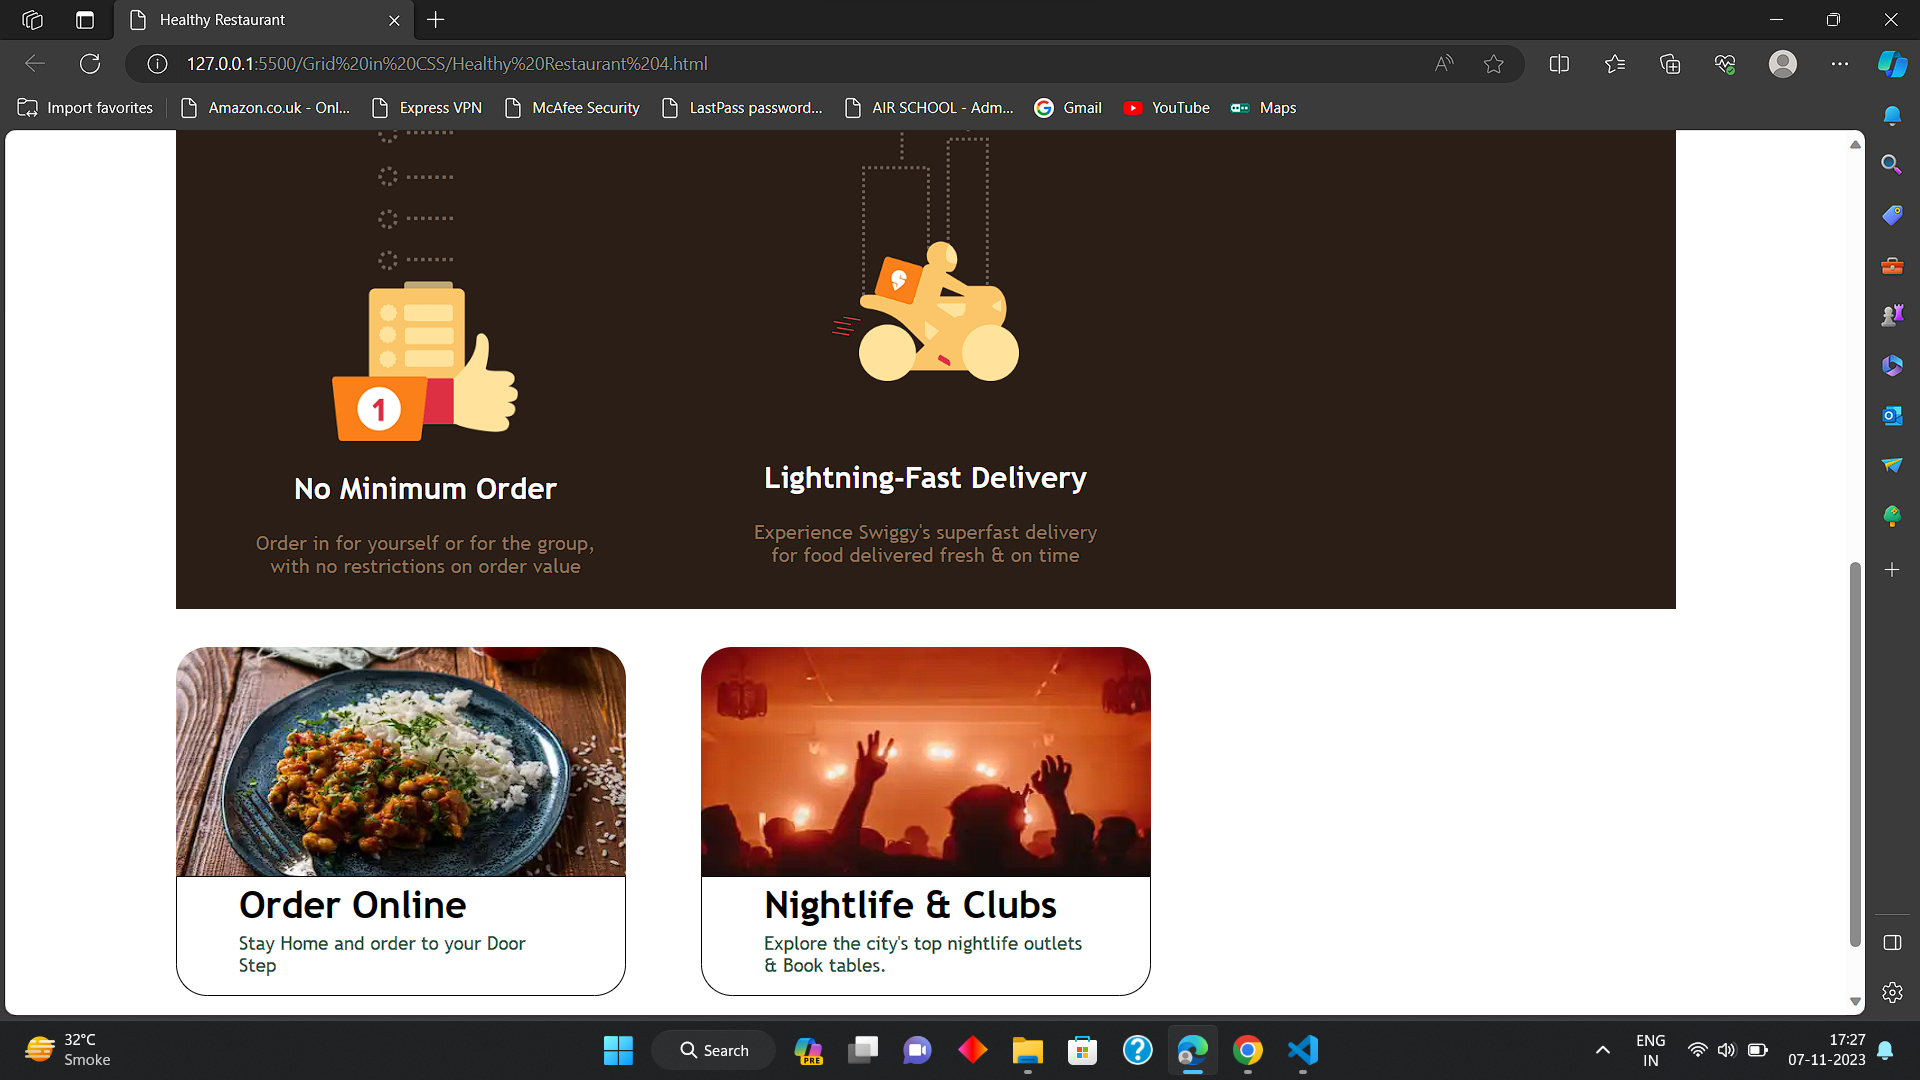 Healthy Restaurant
127.0.0.1:5500/Grid%20in%20CSS/Healthy%20Restaurant%204.html
Import favorites
Amazon.co.uk - Onl...
Express VPN
McAfee Security
LastPass password...
AIR SCHOOL - Adm...
Gmail
YouTube
Maps
1
No Minimum Order
Order in for yourself or for the group,
with no restrictions on order value
Lightning-Fast Delivery
Experience Swiggy's superfast delivery
for food delivered fresh & on time
Order Online
Stay Home and order to your Door
Step
Nightlife & Clubs
Explore the city's top nightlife outlets
& Book tables.
32°C
Smoke
Search
PRE
ENG
IN
17:27
07-11-2023